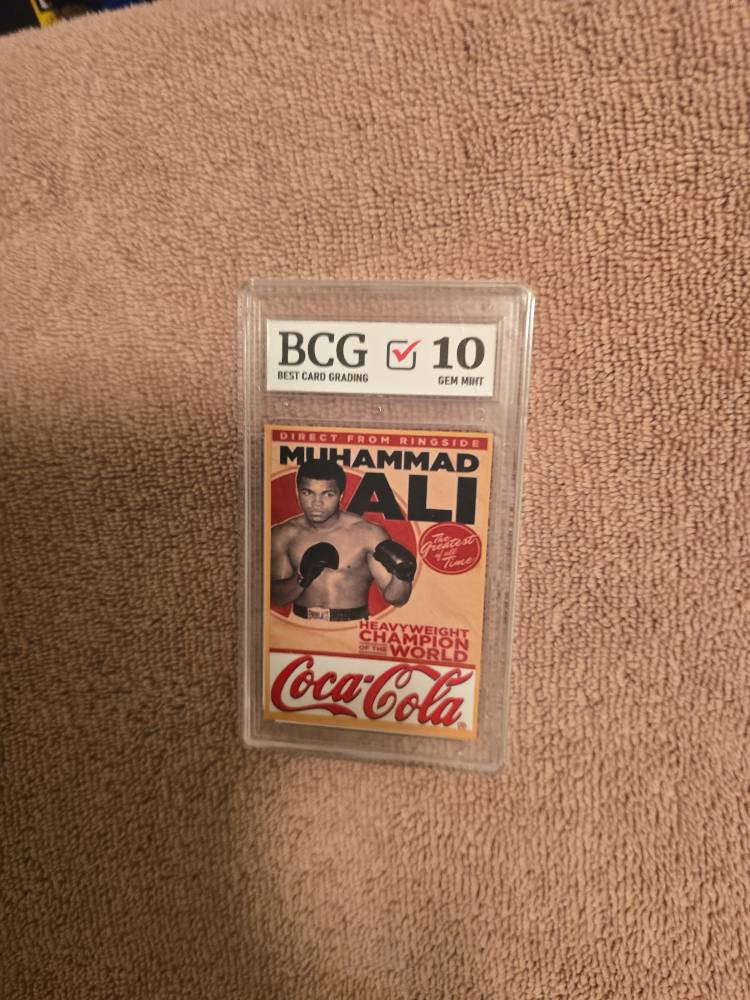 BCG 10
BEST CARD GRADING GEM MINT
DIRECT FROM RINGSIDE
MUHAMMAD
ALI
The
Greatest
of all
Time
HEAVYWEIGHT
CHAMPION
OF THE WORLD
Coca-Cola